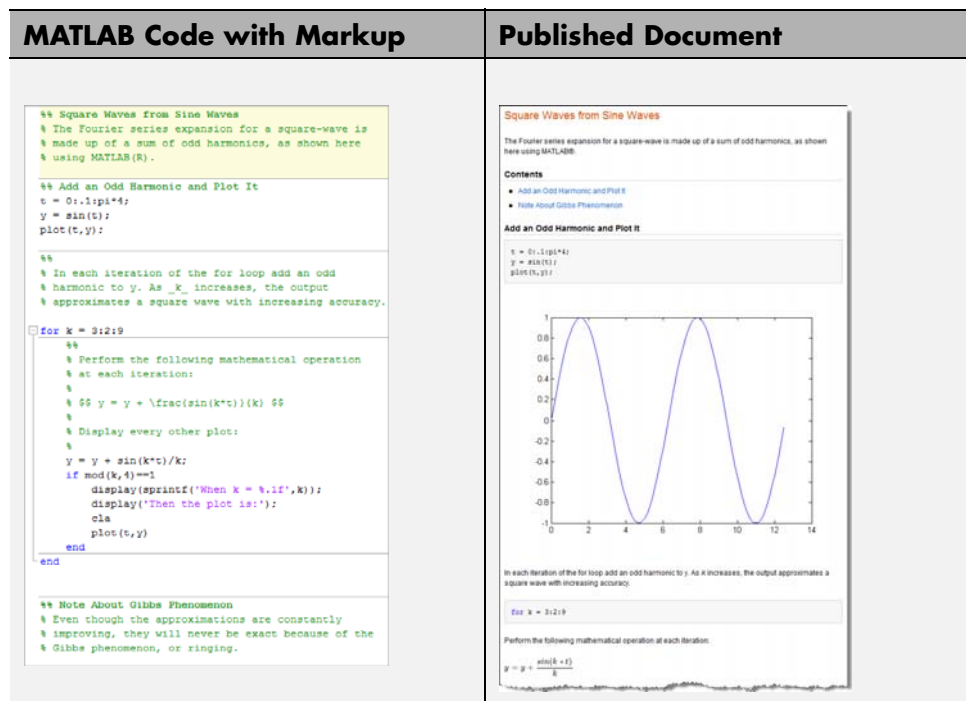 MATLAB Code with Markup
Published Document
%% Square Waves from Sine Waves
% The Fourier series expansion for a square-wave is
% made up of a sum of odd harmonics, as shown here
% using MATLAB(R).
%% Add an Odd Harmonic and Plot It
t = 0:.1:pi*4;
y = sin(t);
plot(t,y);
%%
% In each iteration of the for loop add an odd
% harmonic to y. As _k_ increases, the output
% approximates a square wave with increasing accuracy.
for k = 3:2:9
%%
% Perform the following mathematical operation
% at each iteration:
%
% $$ y = y + \frac{sin(k*t)}{k} $$
%
% Display every other plot:
%
y = y + sin(k*t)/k;
if mod(k,4)==1
display(sprintf('When k = %.1f',k));
display('Then the plot is:');
cla
plot(t,y)
end
end
%% Note About Gibbs Phenomenon
% Even though the approximations are constantly
% improving, they will never be exact because of the
% Gibbs phenomenon, or ringing.
Square Waves from Sine Waves
The Fourier series expansion for a square-wave is made up of a sum of odd harmonics, as shown
here using MATLAB®.
Contents
• Add an Odd Harmonic and Plot It
• Note About Gibbs Phenomenon
Add an Odd Harmonic and Plot It
t = 0:.1:pi*4;
y = sin(t);
plot(t,y);
1
0.8
0.6
0.4
0.2
0
-0.2
-0.4
-0.6
-0.8
-1
0 2 4 6 8 10 12 14
In each iteration of the for loop add an odd harmonic to y. As k increases, the output approximates a
square wave with increasing accuracy.
for k = 3:2:9
Perform the following mathematical operation at each iteration:
y = y + sin(k * t) / k